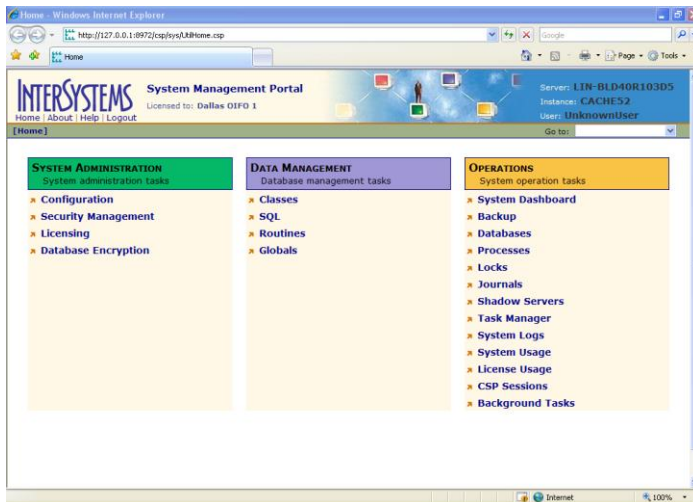 Home - Windows Internet Explorer
http://127.0.0.1:8972/csp/sys/UtilHome.csp
Google
Home
Page
Tools
INTERSYSTEMS
System Management Portal
Licensed to: Dallas OIFO 1
Server: LIN-BLD40R103D5
Instance: CACHE52
User: UnknownUser
Home | About | Help | Logout
[Home]
Go to:
SYSTEM ADMINISTRATION
System administration tasks
Configuration
Security Management
Licensing
Database Encryption
DATA MANAGEMENT
Database management tasks
Classes
SQL
Routines
Globals
OPERATIONS
System operation tasks
System Dashboard
Backup
Databases
Processes
Locks
Journals
Shadow Servers
Task Manager
System Logs
System Usage
License Usage
CSP Sessions
Background Tasks
Internet
100%